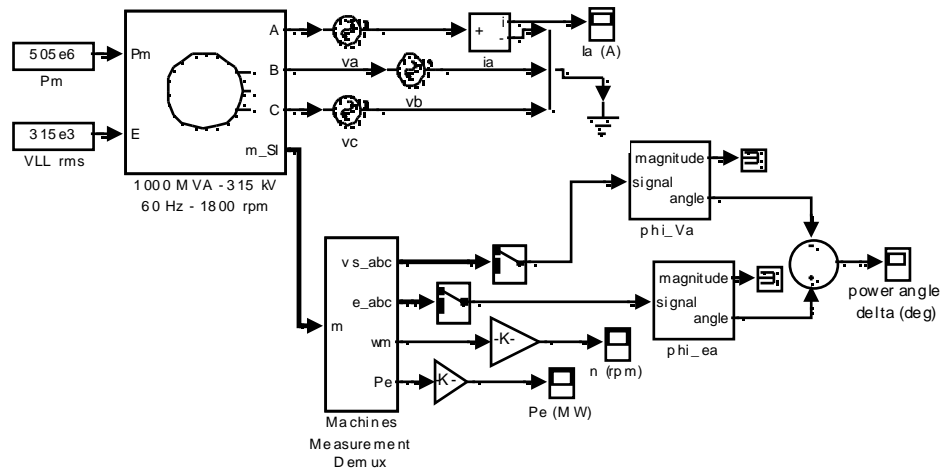 505e6
Pm
315e3
VLL rms
Pm
E
A
B
C
m_SI
1000 MVA - 315 kV
60 Hz - 1800 rpm
va
vb
vc
+
i
-
ia
Ia (A)
magnitude
signal
angle
phi_Va
vs_abc
e_abc
m
wm
Pe
Machines
Measurement
Demux
magnitude
signal
angle
phi_ea
-
+
power angle
delta (deg)
-K-
n (rpm)
-K-
Pe (MW)